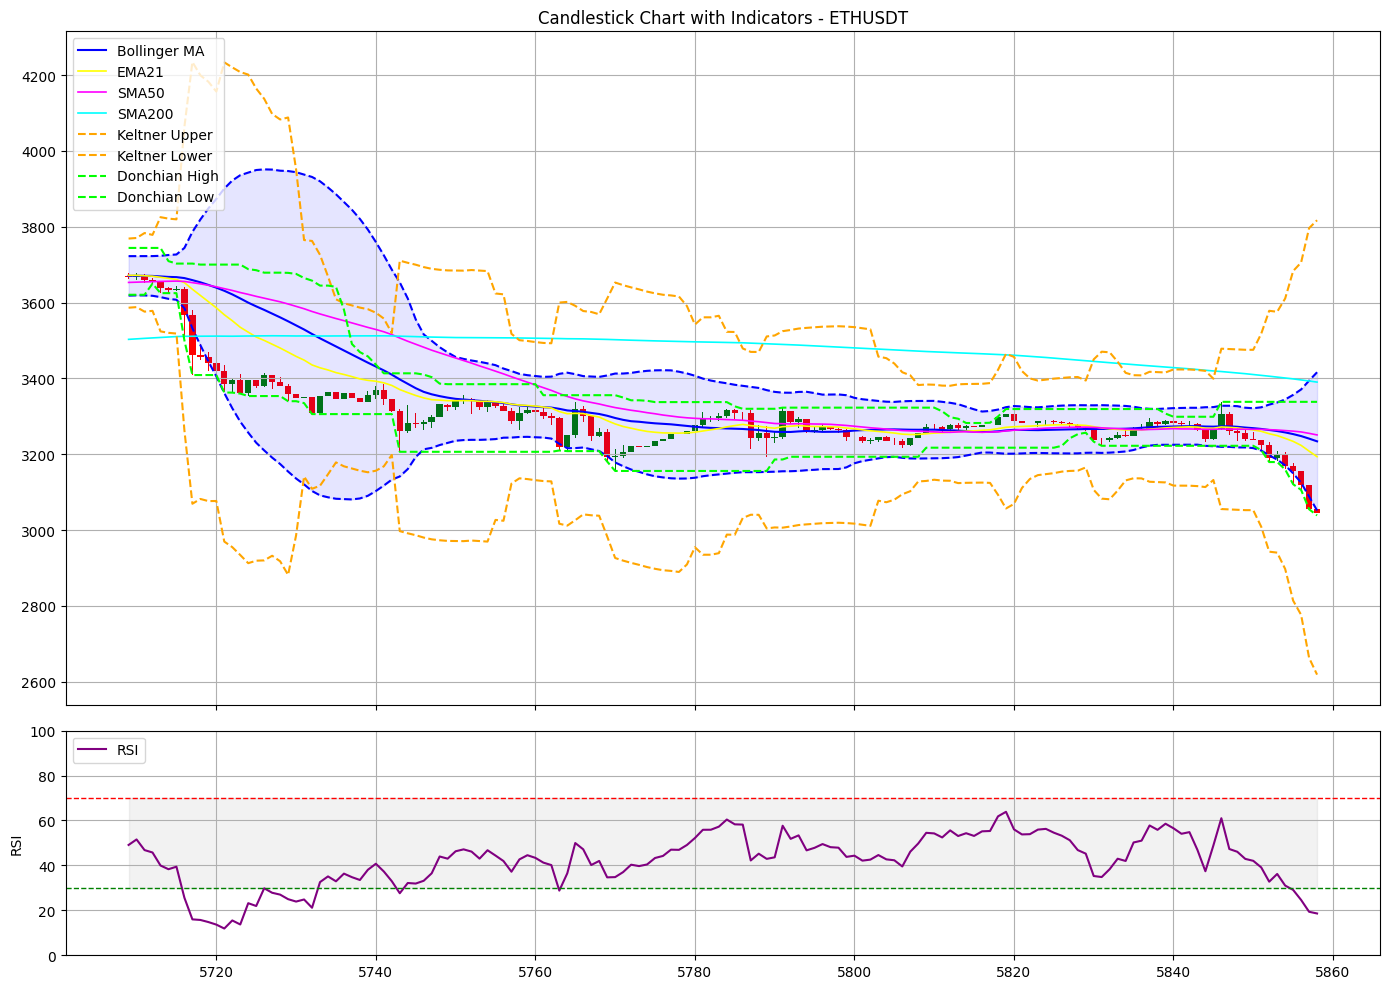 Candlestick Chart with Indicators - ETHUSDT
Bollinger MA
EMA21
SMA50
SMA200
Keltner Upper
Keltner Lower
Donchian High
Donchian Low
4200
4000
3800
3600
3400
3200
3000
2800
2600
RSI
100
80
60
40
20
0
RSI
5720
5740
5760
5780
5800
5820
5840
5860